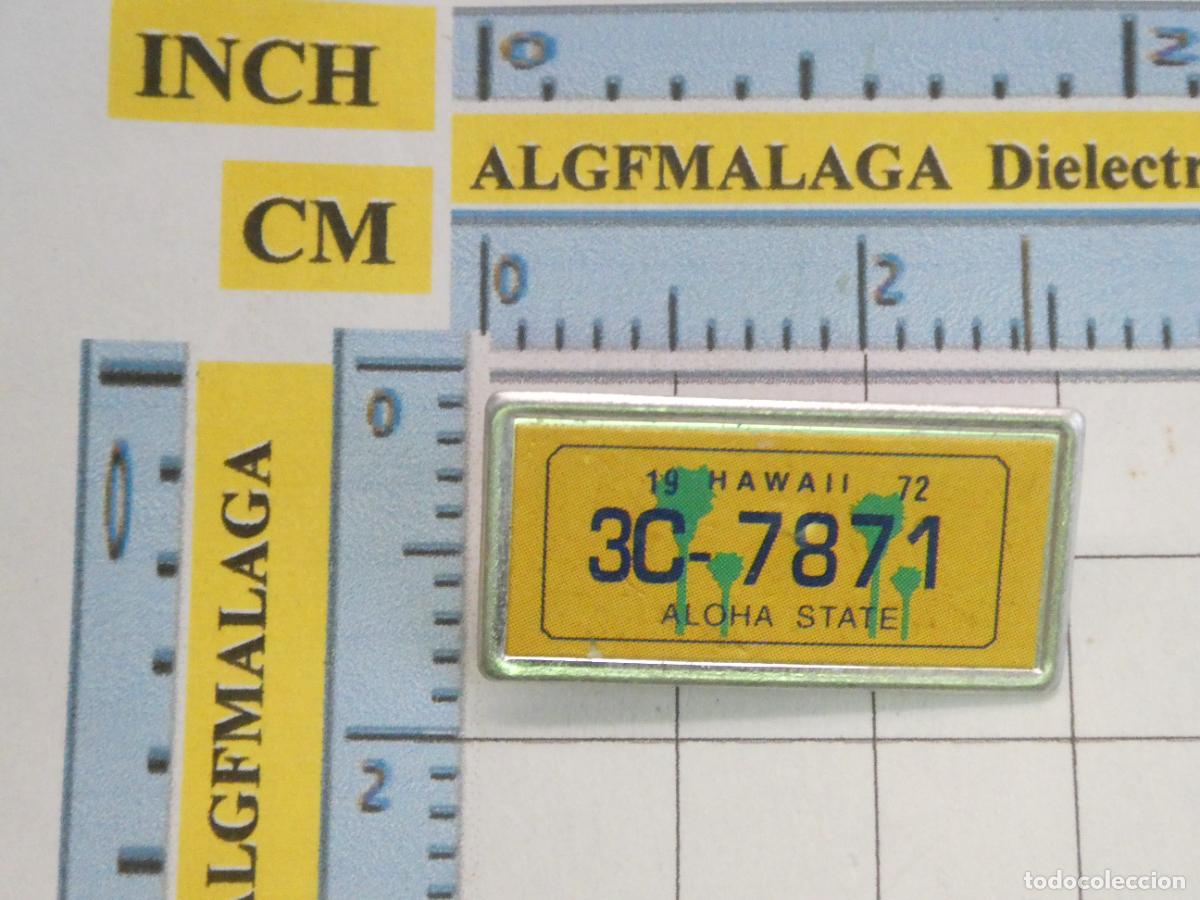 INCH
0 2
ALGFMALAGA Dielectr
CM
0 2
0
0
2
ALGFMALAGA
19 HAWAII 72
3C-7871
ALOHA STATE
todocoleccion